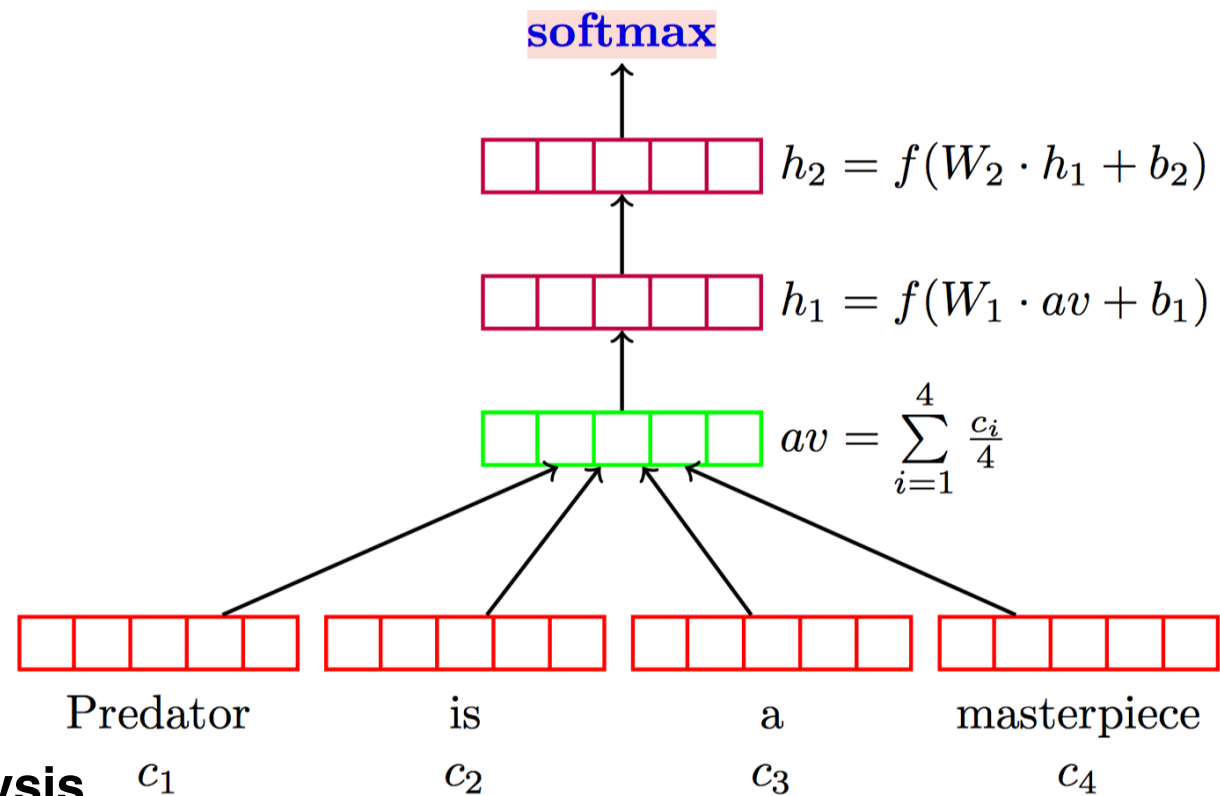 softmax
h₂ = f(W₂ · h₁ + b₂)
h₁ = f(W₁ · av + b₁)
av = ∑_{i=1}^{4} c_i/4
Predator is a masterpiece
c₁ c₂ c₃ c₄